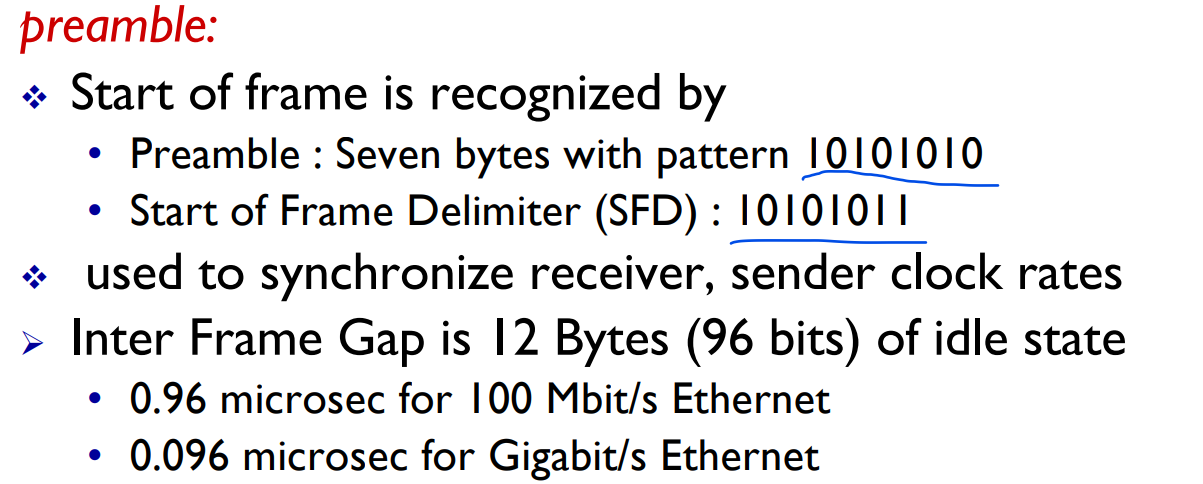 preamble:
❖ Start of frame is recognized by
• Preamble : Seven bytes with pattern 10101010
• Start of Frame Delimiter (SFD) : 10101011
❖ used to synchronize receiver, sender clock rates
➢ Inter Frame Gap is 12 Bytes (96 bits) of idle state
• 0.96 microsec for 100 Mbit/s Ethernet
• 0.096 microsec for Gigabit/s Ethernet